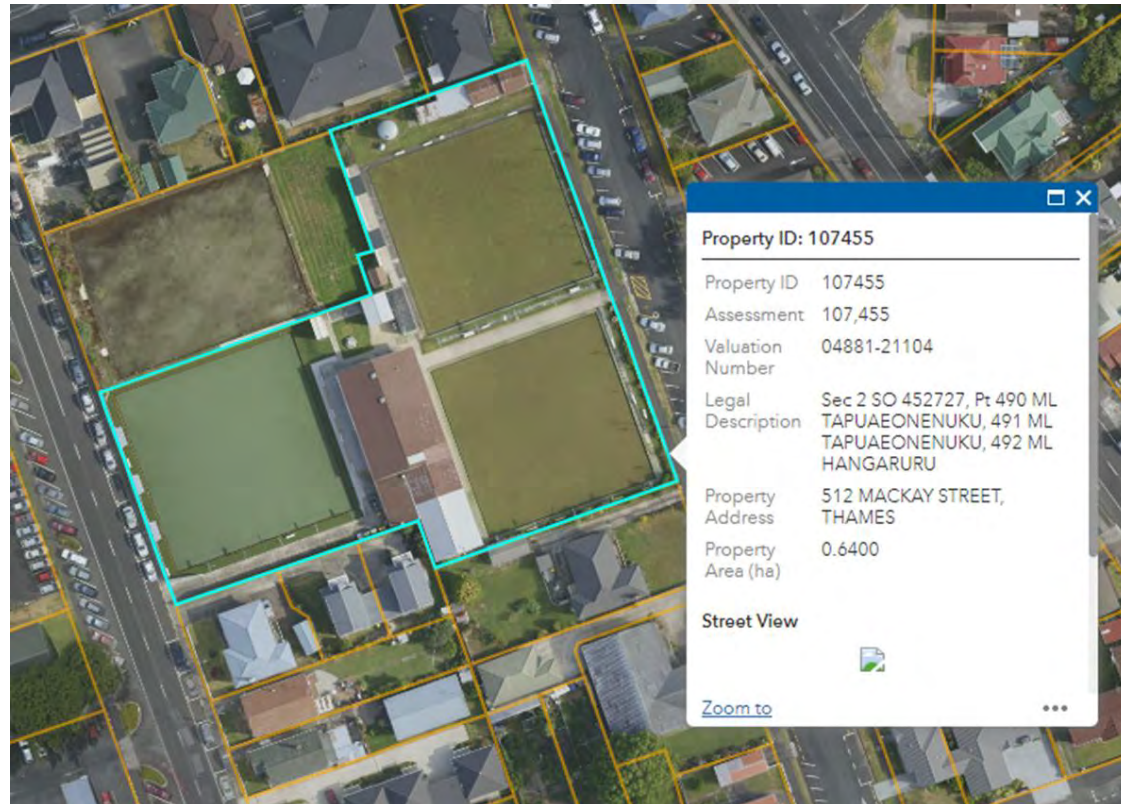 Property ID: 107455
Property ID 107455
Assessment 107,455
Valuation Number 04881-21104
Legal Description Sec 2 SO 452727, Pt 490 ML
TAPUAEONENUKU, 491 ML
TAPUAEONENUKU, 492 ML
HANGARURU
Property Address 512 MACKAY STREET,
THAMES
Property Area (ha) 0.6400
Street View
Zoom to